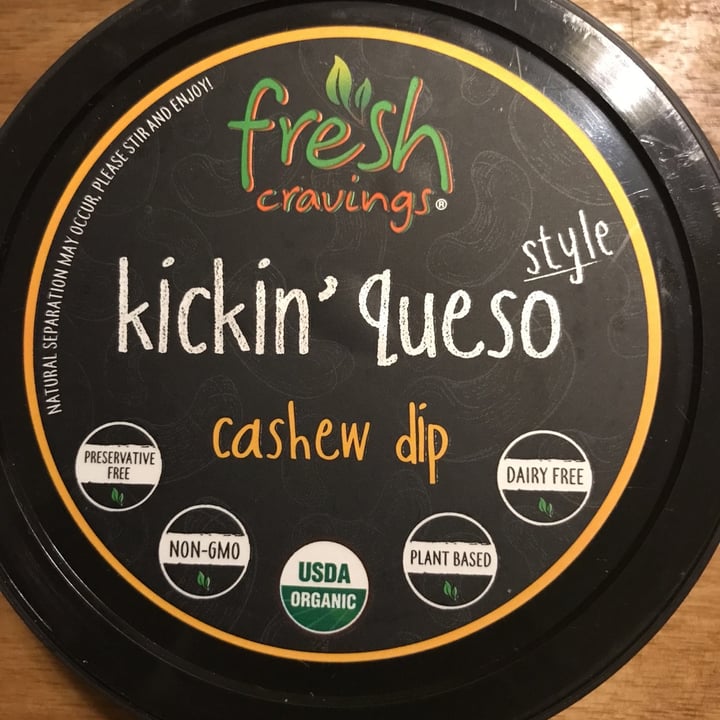 NATURAL SEPARATION MAY OCCUR, PLEASE STIR AND ENJOY!
fresh
cravings®
kickin' queso style
cashew dip
PRESERVATIVE
FREE
NON-GMO
USDA
ORGANIC
PLANT BASED
DAIRY FREE